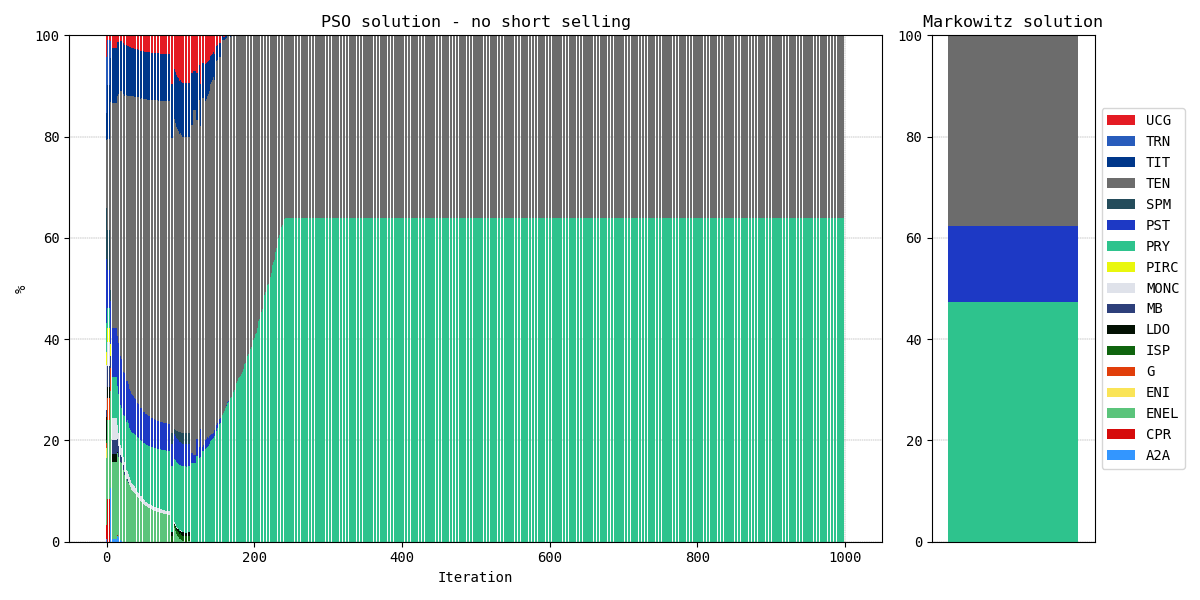 PSO solution - no short selling
Markowitz solution
100
80
60
40
20
0
%
0
200
400
600
800
1000
Iteration
100
80
60
40
20
0
UCG
TRN
TIT
TEN
SPM
PST
PRY
PIRC
MONC
MB
LDO
ISP
G
ENI
ENEL
CPR
A2A